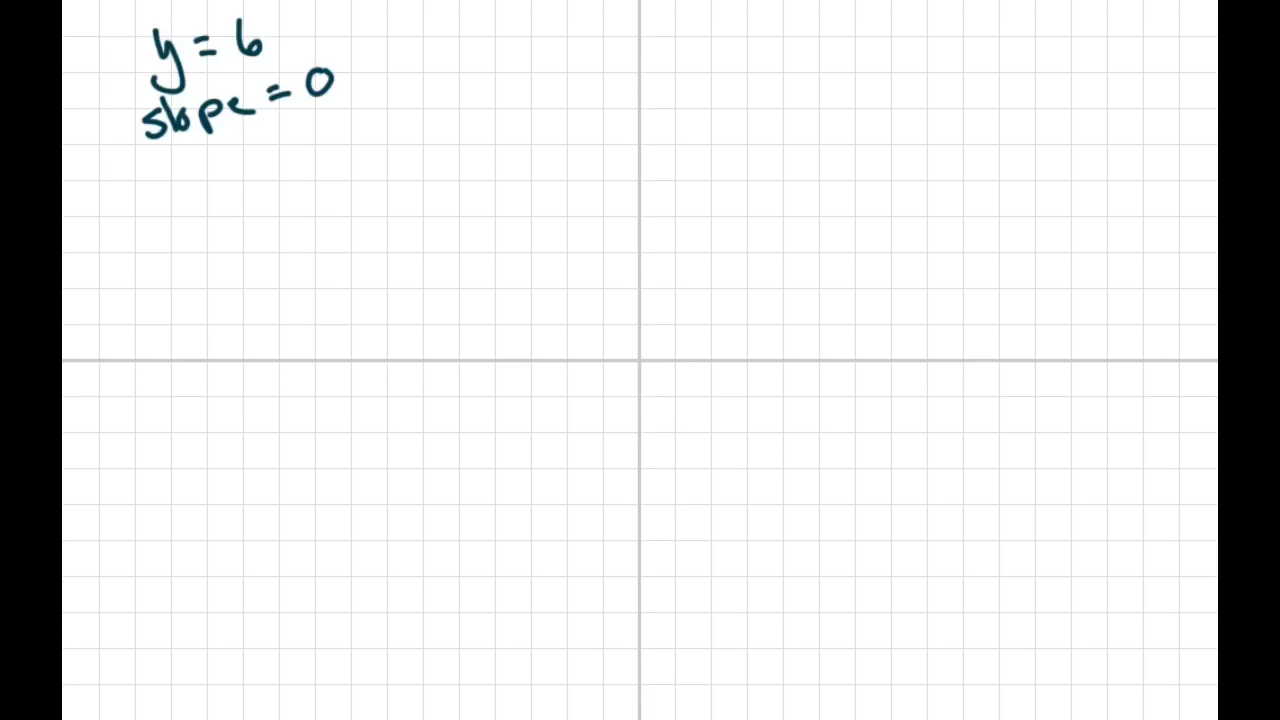 y = 6
slope = 0